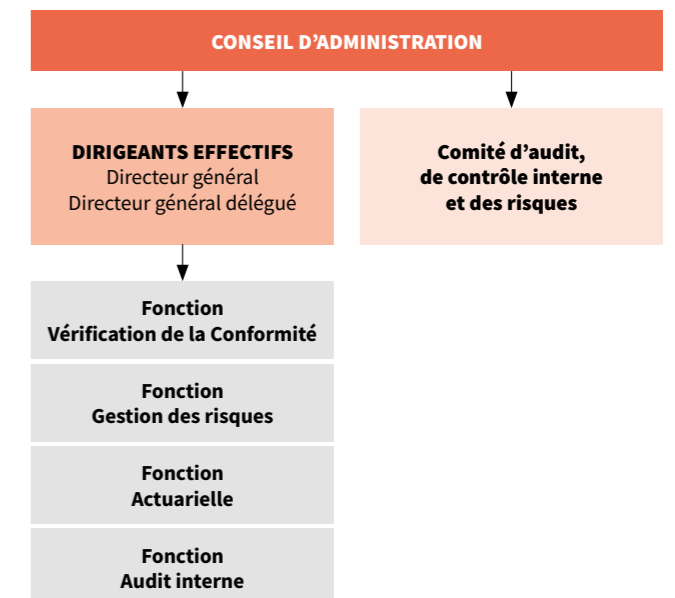 CONSEIL D’ADMINISTRATION
DIRIGEANTS EFFECTIFS
Directeur général
Directeur général délégué
Comité d’audit,
de contrôle interne
et des risques
Fonction
Vérification de la Conformité
Fonction
Gestion des risques
Fonction
Actuarielle
Fonction
Audit interne